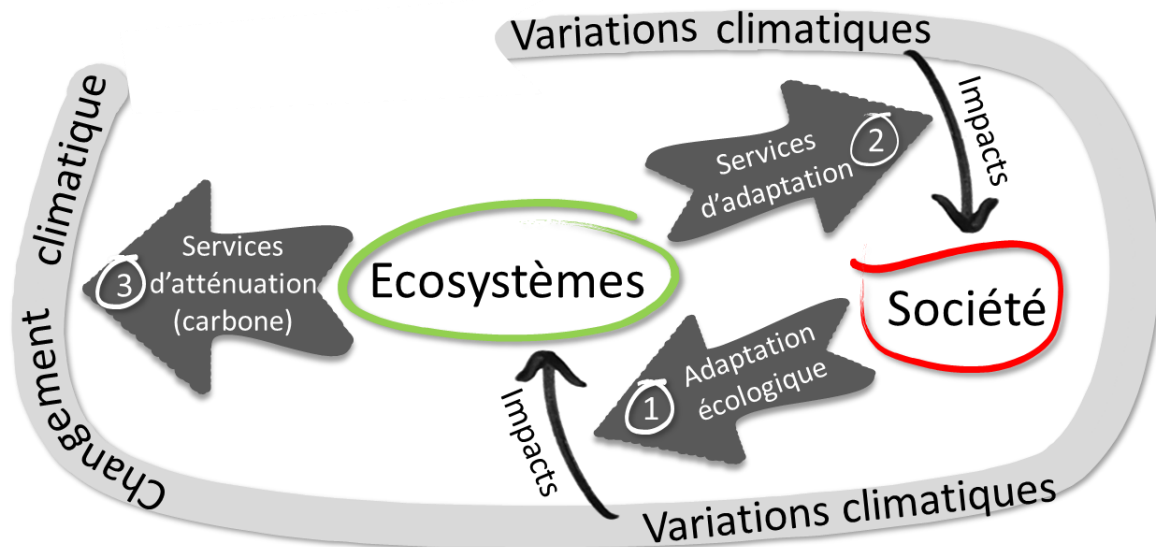 Variations climatiques
Impacts
Services
d'adaptation
2
Changement climatique
Services
d'atténuation
(carbone)
3
Ecosystèmes
Société
Adaptation
écologique
1
Impacts
Variations climatiques